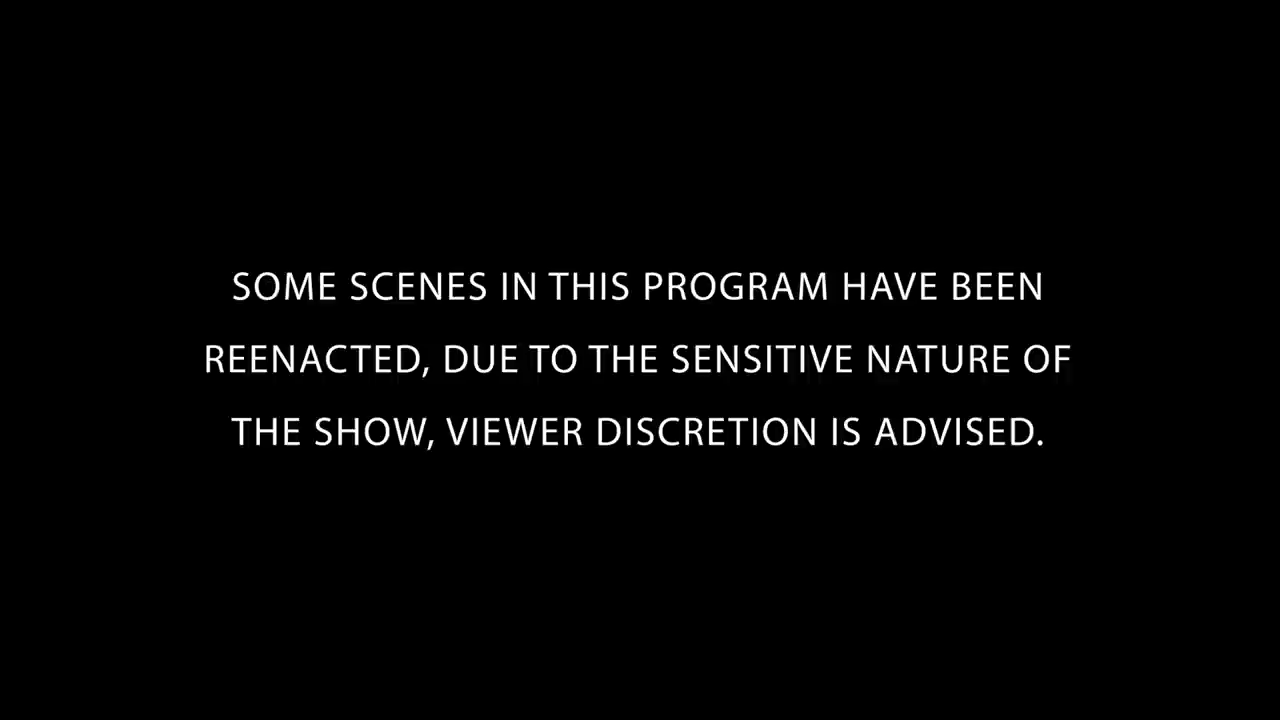 SOME SCENES IN THIS PROGRAM HAVE BEEN
REENACTED, DUE TO THE SENSITIVE NATURE OF
THE SHOW, VIEWER DISCRETION IS ADVISED.